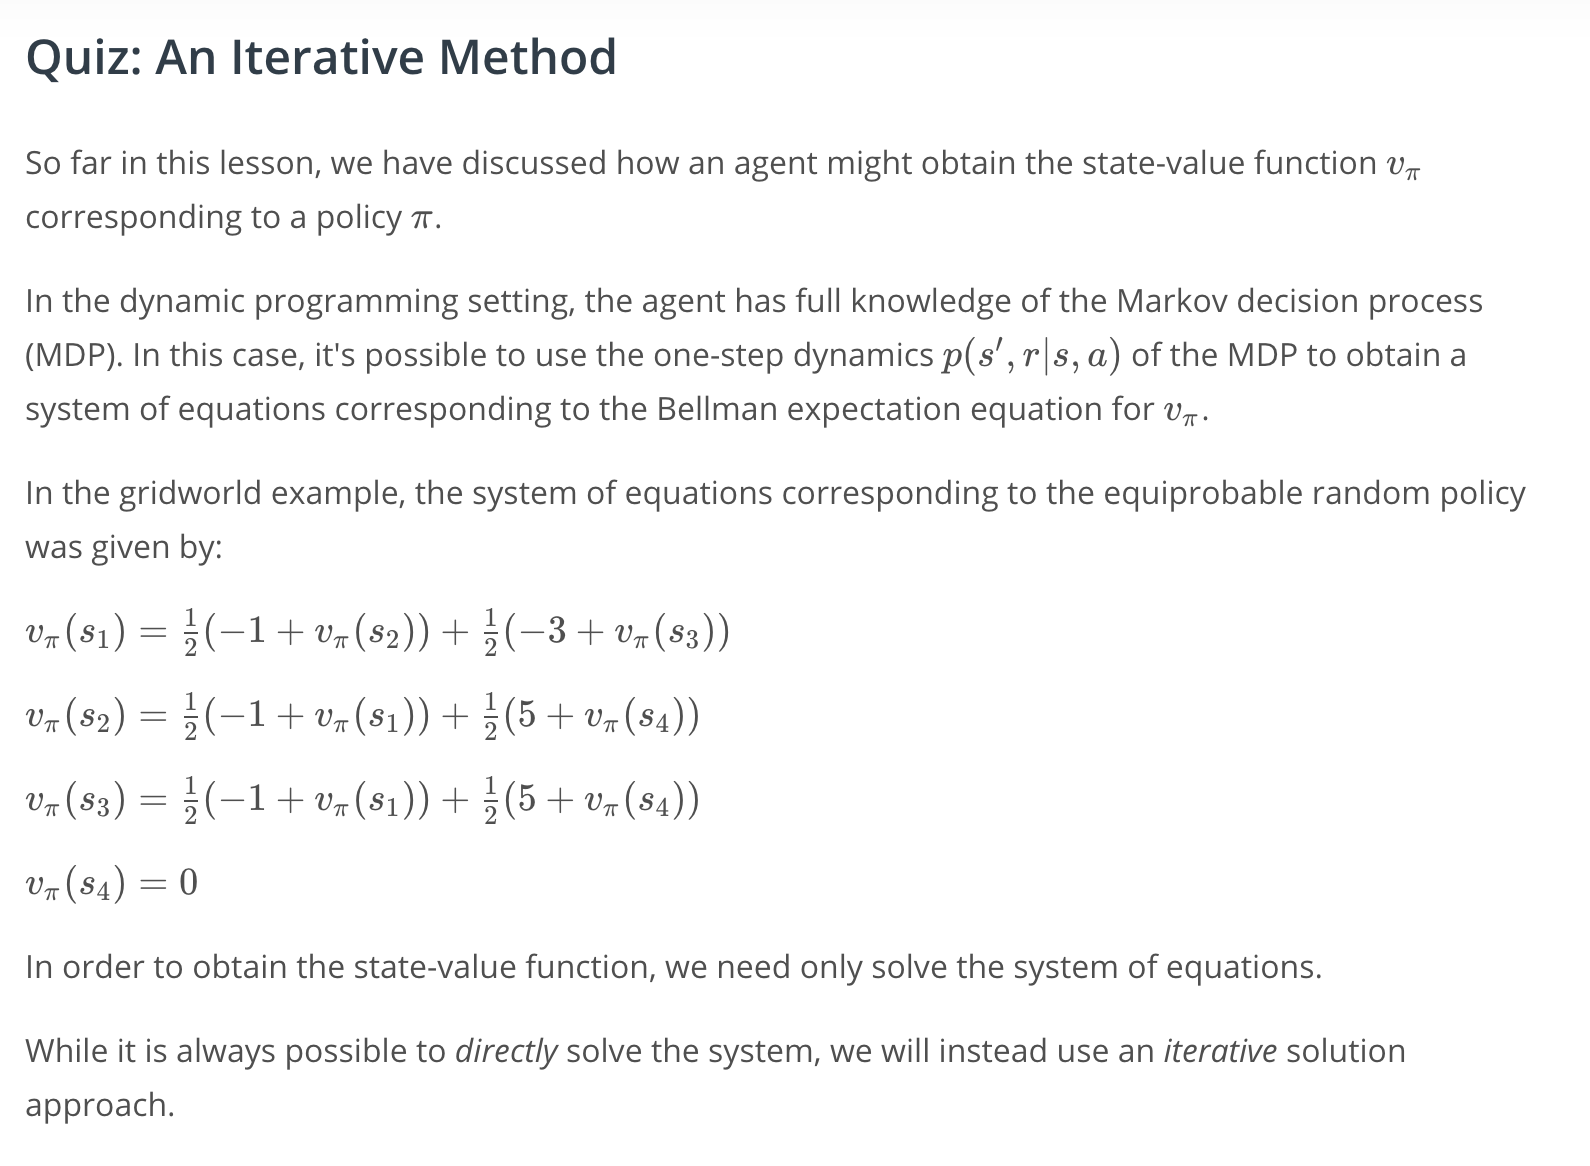 Quiz: An Iterative Method
So far in this lesson, we have discussed how an agent might obtain the state-value function $v_\pi$
corresponding to a policy $\pi$.
In the dynamic programming setting, the agent has full knowledge of the Markov decision process
(MDP). In this case, it's possible to use the one-step dynamics $p(s', r|s, a)$ of the MDP to obtain a
system of equations corresponding to the Bellman expectation equation for $v_\pi$.
In the gridworld example, the system of equations corresponding to the equiprobable random policy
was given by:
$v_\pi(s_1) = \frac{1}{2}(-1 + v_\pi(s_2)) + \frac{1}{2}(-3 + v_\pi(s_3))$
$v_\pi(s_2) = \frac{1}{2}(-1 + v_\pi(s_1)) + \frac{1}{2}(5 + v_\pi(s_4))$
$v_\pi(s_3) = \frac{1}{2}(-1 + v_\pi(s_1)) + \frac{1}{2}(5 + v_\pi(s_4))$
$v_\pi(s_4) = 0$
In order to obtain the state-value function, we need only solve the system of equations.
While it is always possible to directly solve the system, we will instead use an iterative solution
approach.